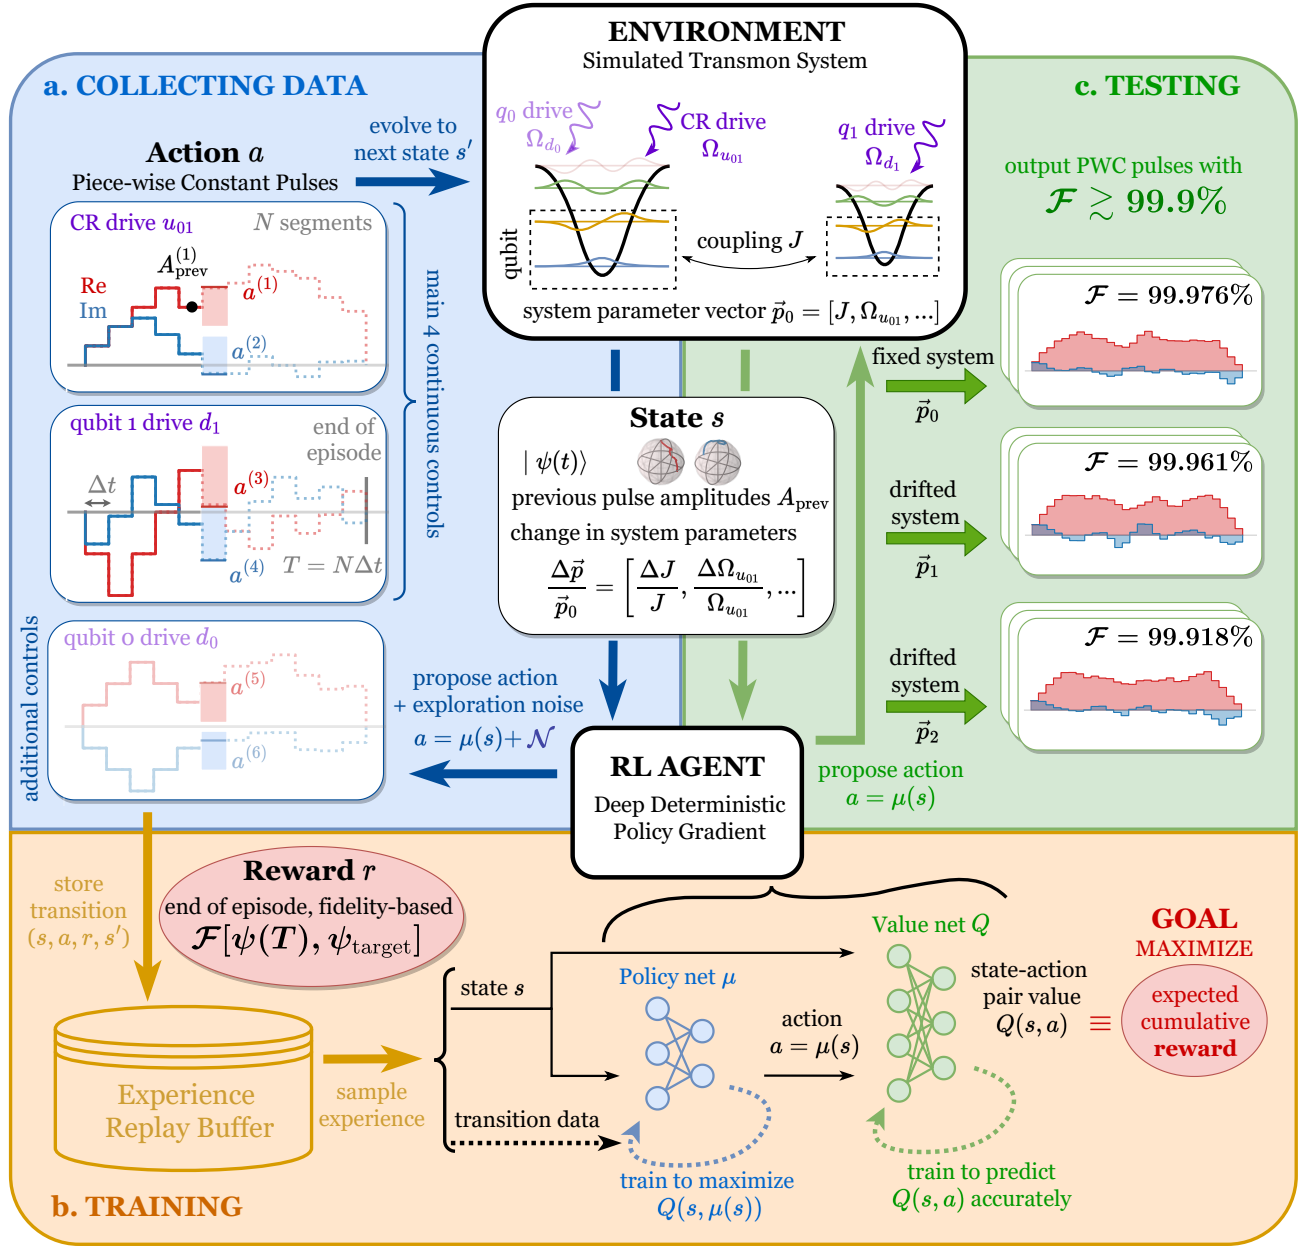 ENVIRONMENT
Simulated Transmon System
q₀ drive
Ω_{d₀}
CR drive
Ω_{u₀₁}
q₁ drive
Ω_{d₁}
qubit
coupling J
system parameter vector p⃗₀ = [J, Ω_{u₀₁}, ...]
a. COLLECTING DATA
Action a
Piece-wise Constant Pulses
evolve to
next state s′
CR drive u₀₁
N segments
A_{prev}^{(1)}
Re
Im
a⁽¹⁾
a⁽²⁾
qubit 1 drive d₁
end of
episode
Δt
a⁽³⁾
a⁽⁴⁾
T = NΔt
main 4 continuous controls
qubit 0 drive d₀
a⁽⁵⁾
a⁽⁶⁾
additional controls
propose action
+ exploration noise
a = μ(s)+ 𝒩
State s
| ψ(t)⟩
previous pulse amplitudes A_{prev}
change in system parameters
Δp⃗/p⃗₀ = [ΔJ/J, ΔΩ_{u₀₁}/Ω_{u₀₁}, ...]
RL AGENT
Deep Deterministic
Policy Gradient
c. TESTING
output PWC pulses with
ℱ ≳ 99.9%
fixed system
p⃗₀
ℱ = 99.976%
drifted
system
p⃗₁
ℱ = 99.961%
drifted
system
p⃗₂
ℱ = 99.918%
propose action
a = μ(s)
store
transition
(s, a, r, s′)
Reward r
end of episode, fidelity-based
ℱ[ψ(T), ψ_{target}]
Experience
Replay Buffer
sample
experience
state s
transition data
Policy net μ
action
a = μ(s)
train to maximize
Q(s, μ(s))
Value net Q
train to predict
Q(s, a) accurately
state-action
pair value
Q(s, a)
≡
GOAL
MAXIMIZE
expected
cumulative
reward
b. TRAINING